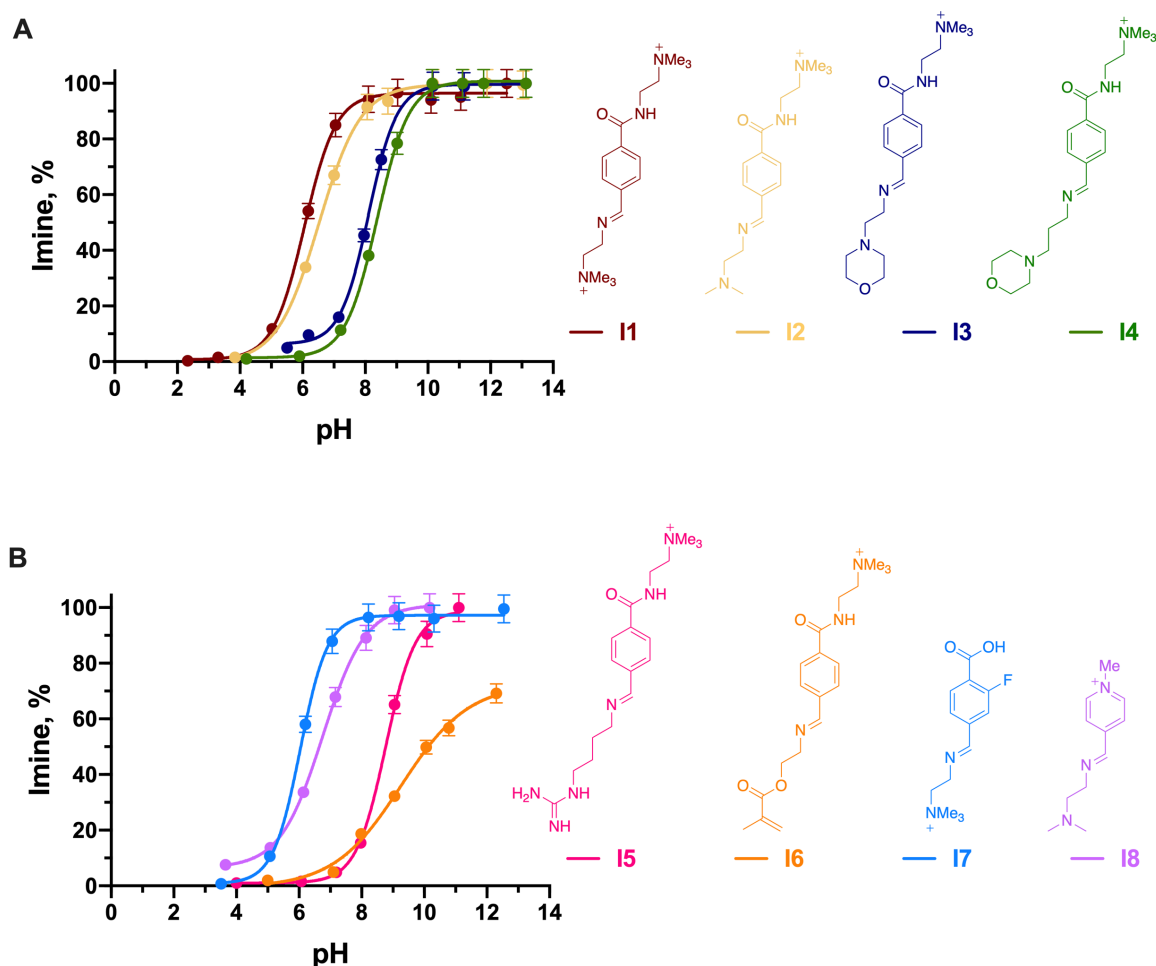 A
Imine, %
100
80
60
40
20
0
0 2 4 6 8 10 12 14
pH
+
NMe3
O
NH
N
NMe3
+
I1
+
NMe3
O
NH
N
N
I2
+
NMe3
O
NH
N
N
O
I3
+
NMe3
O
NH
N
N
O
I4
B
Imine, %
100
80
60
40
20
0
0 2 4 6 8 10 12 14
pH
+
NMe3
O
NH
N
H2N
NH
NH
I5
+
NMe3
O
NH
N
O
O
I6
O
OH
F
N
NMe3
+
I7
Me
+
N
N
N
I8